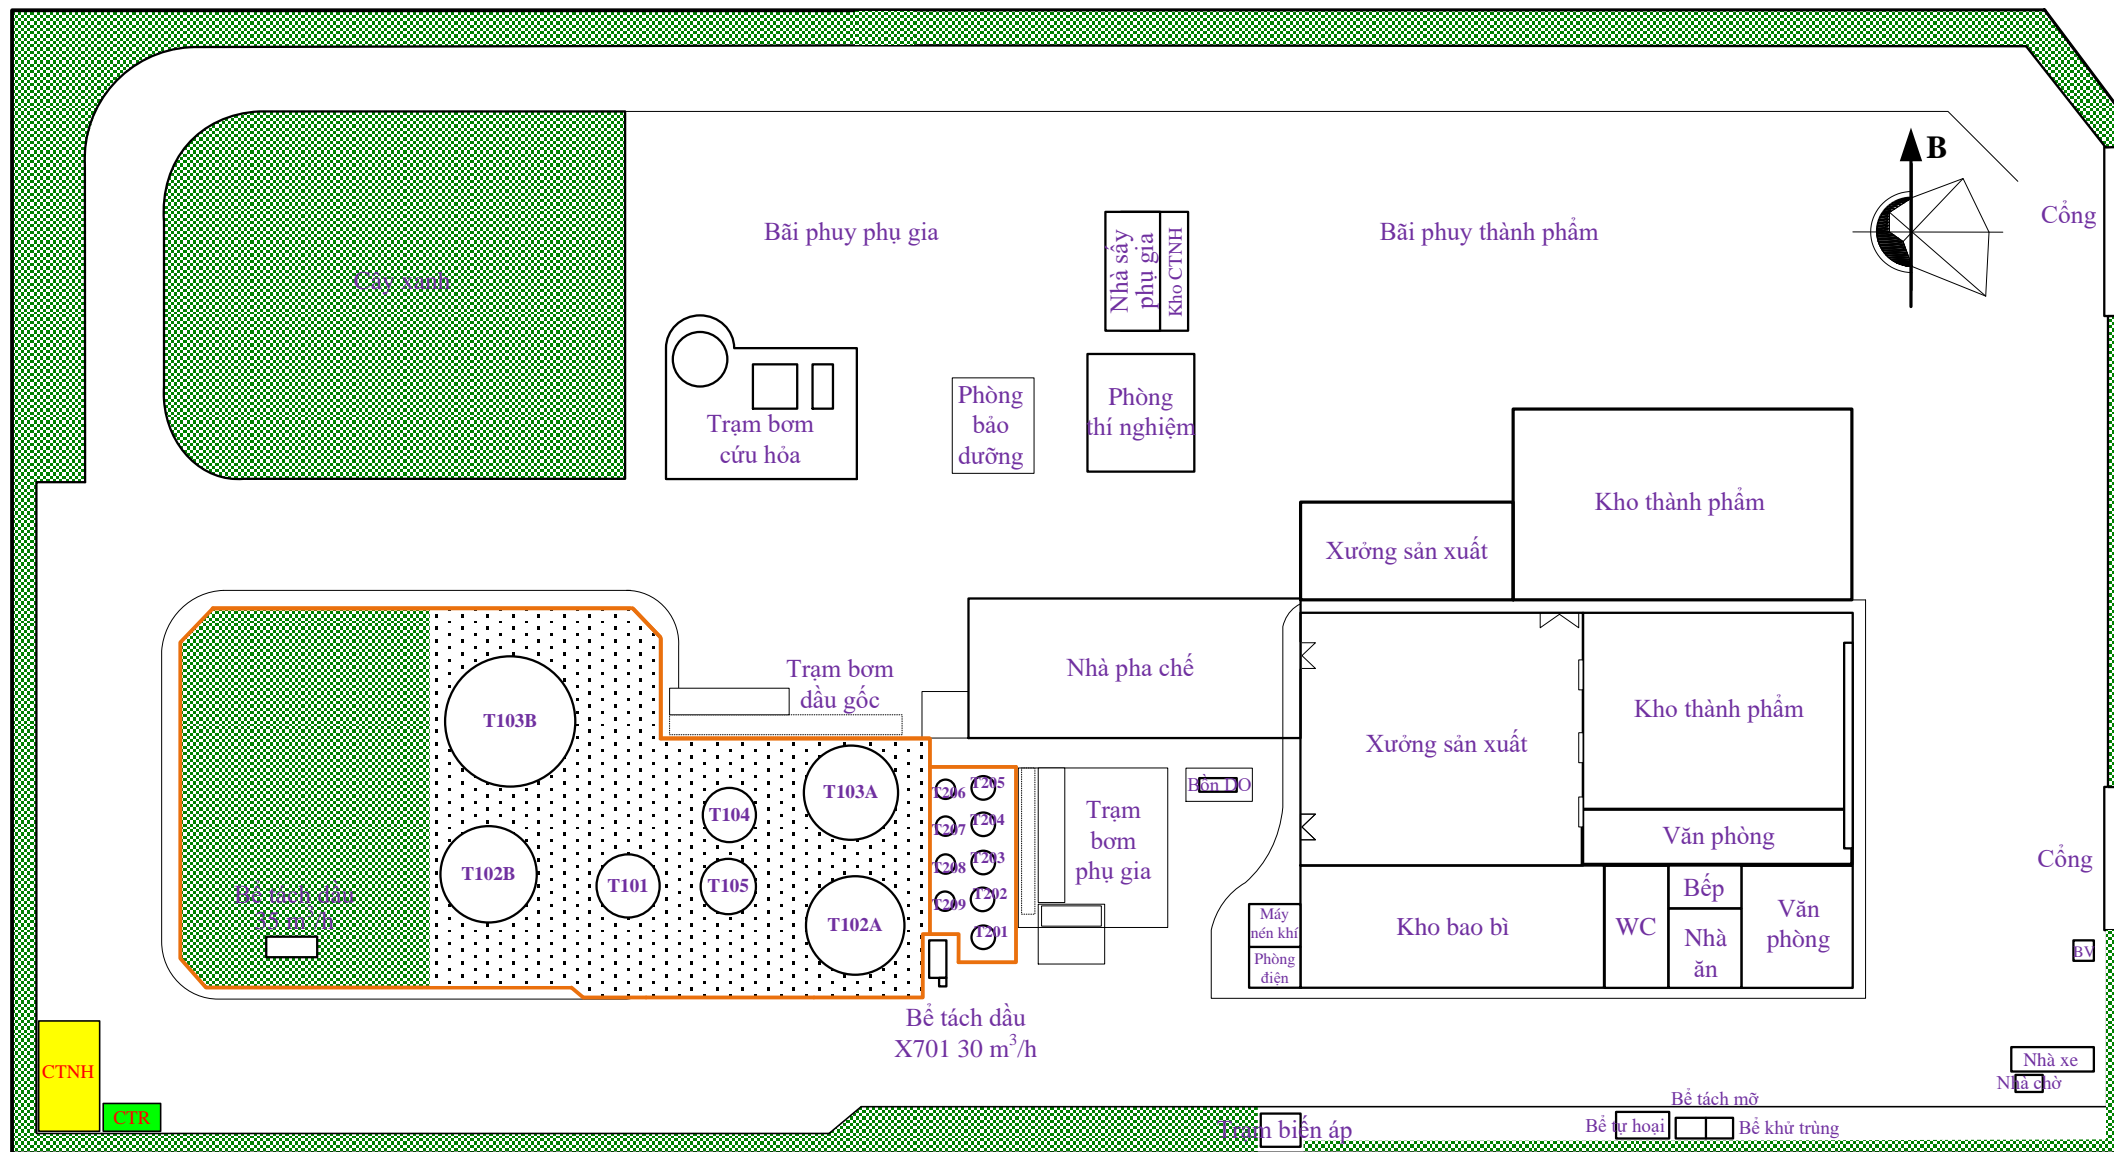 B
Cổng
Bãi phuy phụ gia
Nhà sấy
phụ gia
Kho CTNH
Bãi phuy thành phẩm
Cây xanh
Trạm bơm
cứu hỏa
Phòng
bảo
dưỡng
Phòng
thí nghiệm
Kho thành phẩm
Xưởng sản xuất
Trạm bơm
dầu gốc
Nhà pha chế
Kho thành phẩm
Xưởng sản xuất
T103B
T103A
T104
T102B
T101
T105
T102A
T206
T205
T207
T204
T208
T203
T209
T202
T201
Bồn DO
Trạm
bơm
phụ gia
Văn phòng
Cổng
Bể tách dầu
35 m3/h
Máy
nén khí
Phòng
điện
Kho bao bì
WC
Bếp
Nhà
ăn
Văn
phòng
BV
Bể tách dầu
X701 30 m³/h
CTNH
CTR
Nhà xe
Nhà chờ
Bể tách mỡ
Trạm biến áp
Bể tự hoại
Bể khử trùng